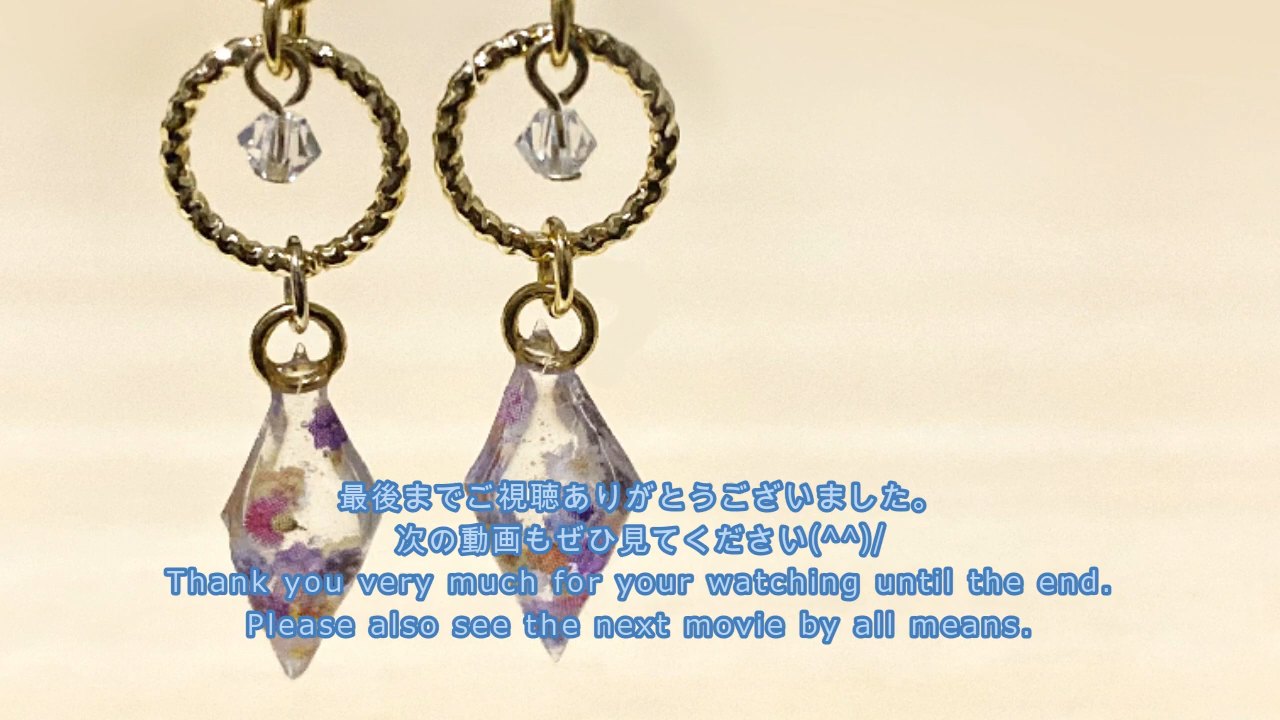 最後までご視聴ありがとうございました。
次の動画もぜひ見てください(^^)/
Thank you very much for your watching until the end.
Please also see the next movie by all means.